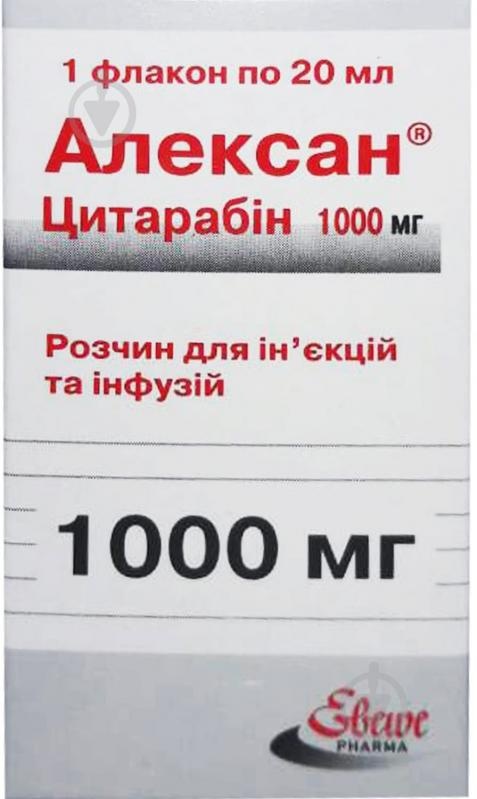 1 флакон по 20 мл
Алексан®
Цитарабін 1000 мг
Розчин для ін’єкцій
та інфузій
1000 мг
Ebewe
PHARMA